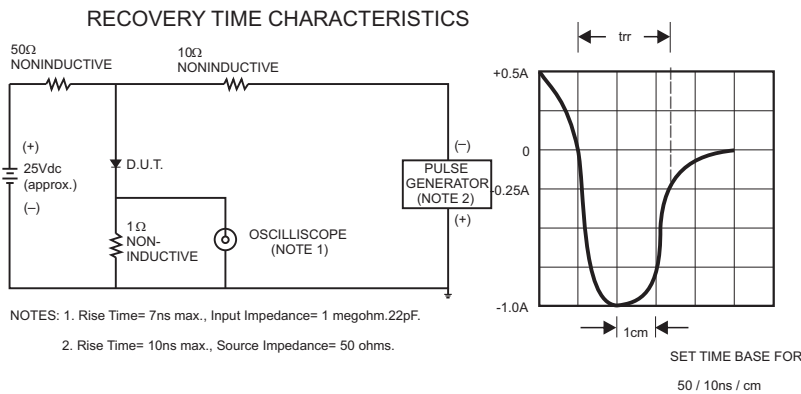 RECOVERY TIME CHARACTERISTICS
50Ω
NONINDUCTIVE
10Ω
NONINDUCTIVE
(+)
25Vdc
(approx.)
(–)
D.U.T.
1Ω
NON-
INDUCTIVE
OSCILLISCOPE
(NOTE 1)
(–)
PULSE
GENERATOR
(NOTE 2)
(+)
trr
+0.5A
0
-0.25A
-1.0A
1cm
NOTES: 1. Rise Time= 7ns max., Input Impedance= 1 megohm.22pF.
2. Rise Time= 10ns max., Source Impedance= 50 ohms.
SET TIME BASE FOR
50 / 10ns / cm